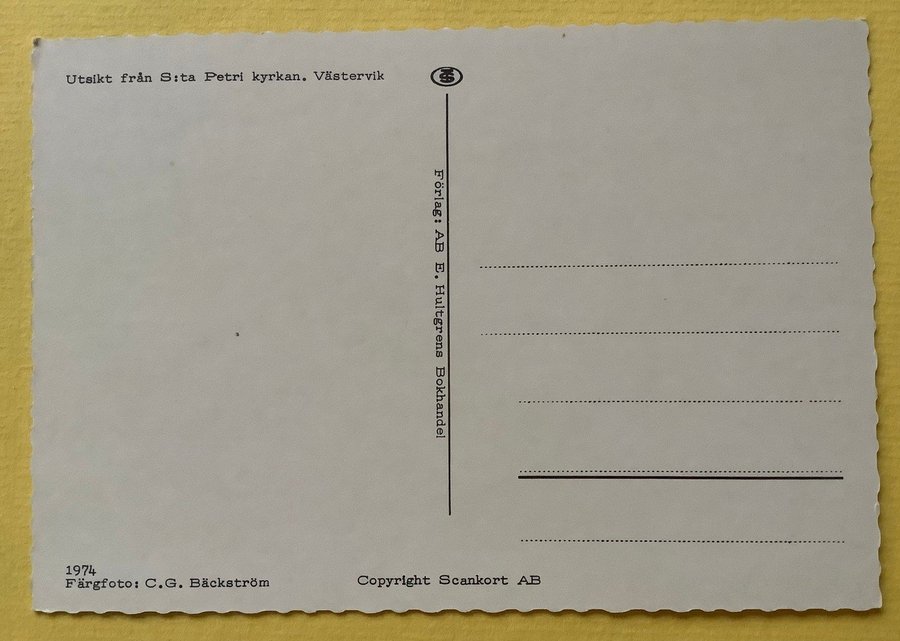 Utsikt från S:ta Petri kyrkan. Västervik
Förlag: AB E. Hultgrens Bokhandel
1974
Färgfoto: C.G. Bäckström
Copyright Scankort AB